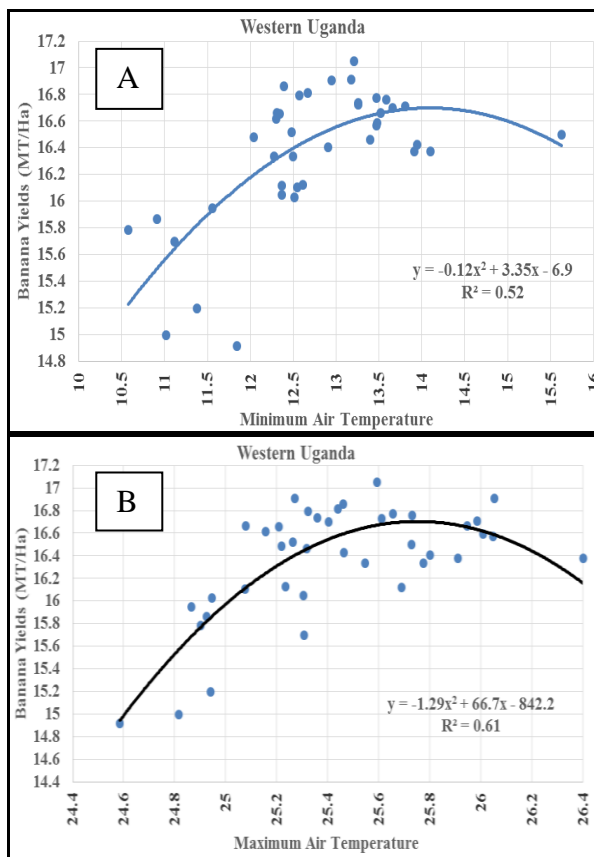 Western Uganda
A
17.2
17
16.8
16.6
16.4
16.2
16
15.8
15.6
15.4
15.2
15
14.8
Banana Yields (MT/Ha)
y = -0.12x² + 3.35x - 6.9
R² = 0.52
10 10.5 11 11.5 12 12.5 13 13.5 14 14.5 15 15.5 16
Minimum Air Temperature
Western Uganda
B
17.2
17
16.8
16.6
16.4
16.2
16
15.8
15.6
15.4
15.2
15
14.8
14.6
14.4
Banana Yields (MT/Ha)
y = -1.29x² + 66.7x - 842.2
R² = 0.61
24.4 24.6 24.8 25 25.2 25.4 25.6 25.8 26 26.2 26.4
Maximum Air Temperature